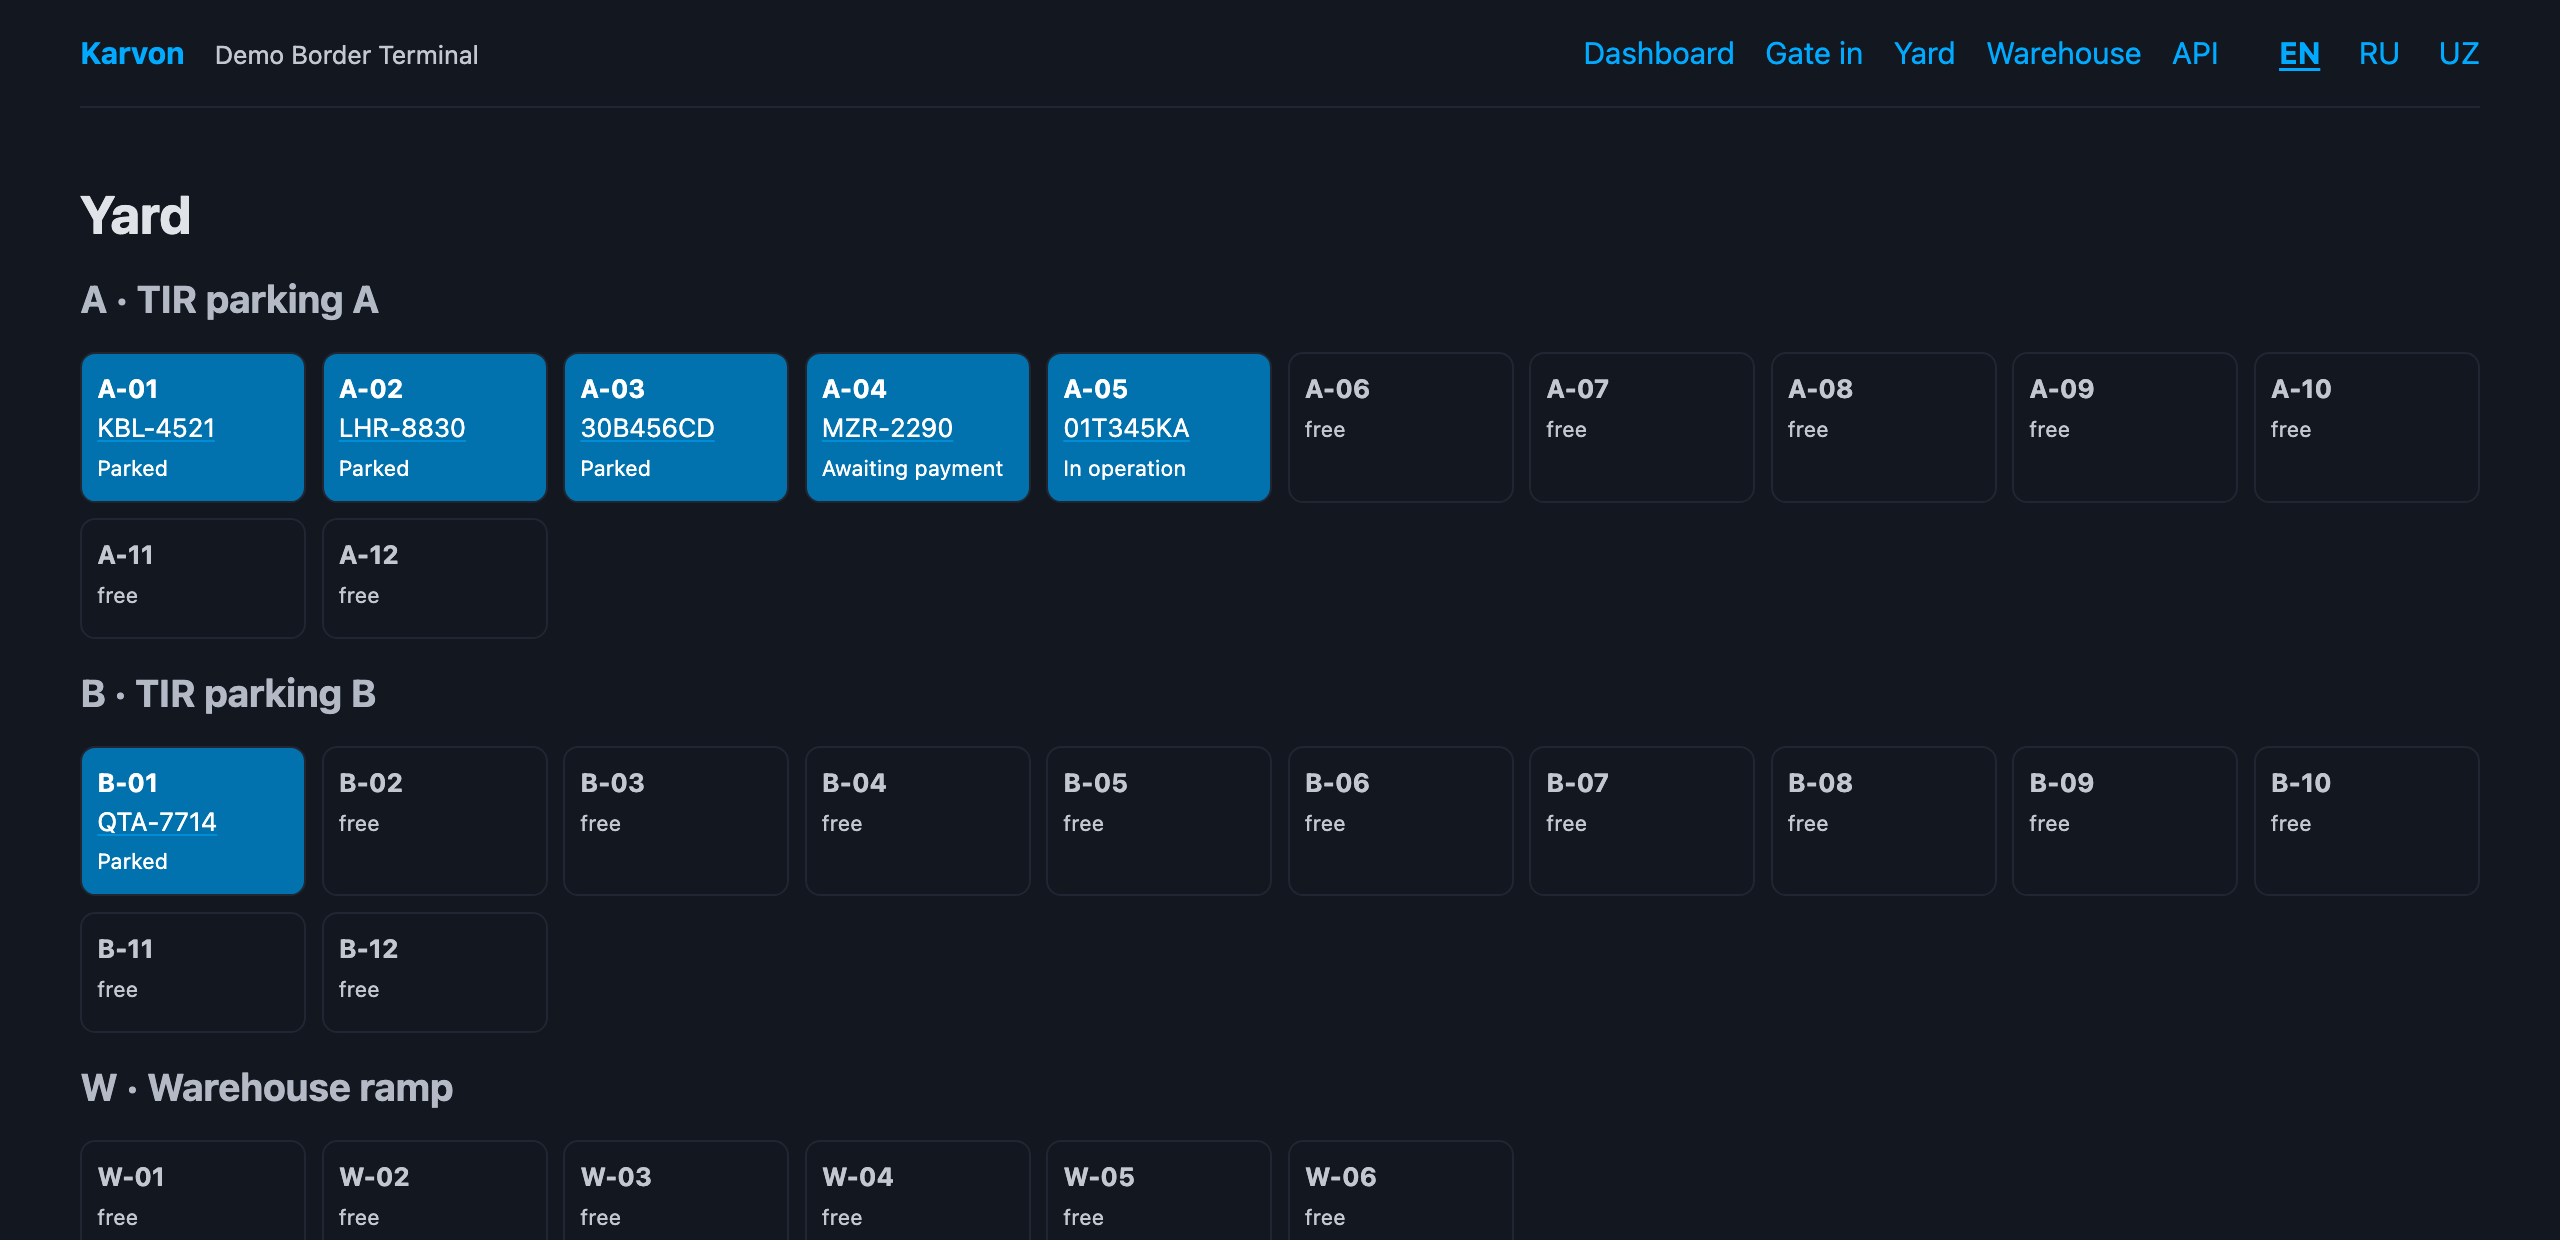 Karvon Demo Border Terminal Dashboard Gate in Yard Warehouse API EN RU UZ
Yard
A · TIR parking A
A-01 A-02 A-03 A-04 A-05 A-06 A-07 A-08 A-09 A-10
KBL-4521 LHR-8830 30B456CD MZR-2290 01T345KA free free free free free
Parked Parked Parked Awaiting payment In operation
A-11 A-12
free free
B · TIR parking B
B-01 B-02 B-03 B-04 B-05 B-06 B-07 B-08 B-09 B-10
QTA-7714 free free free free free free free free free
Parked
B-11 B-12
free free
W · Warehouse ramp
W-01 W-02 W-03 W-04 W-05 W-06
free free free free free free